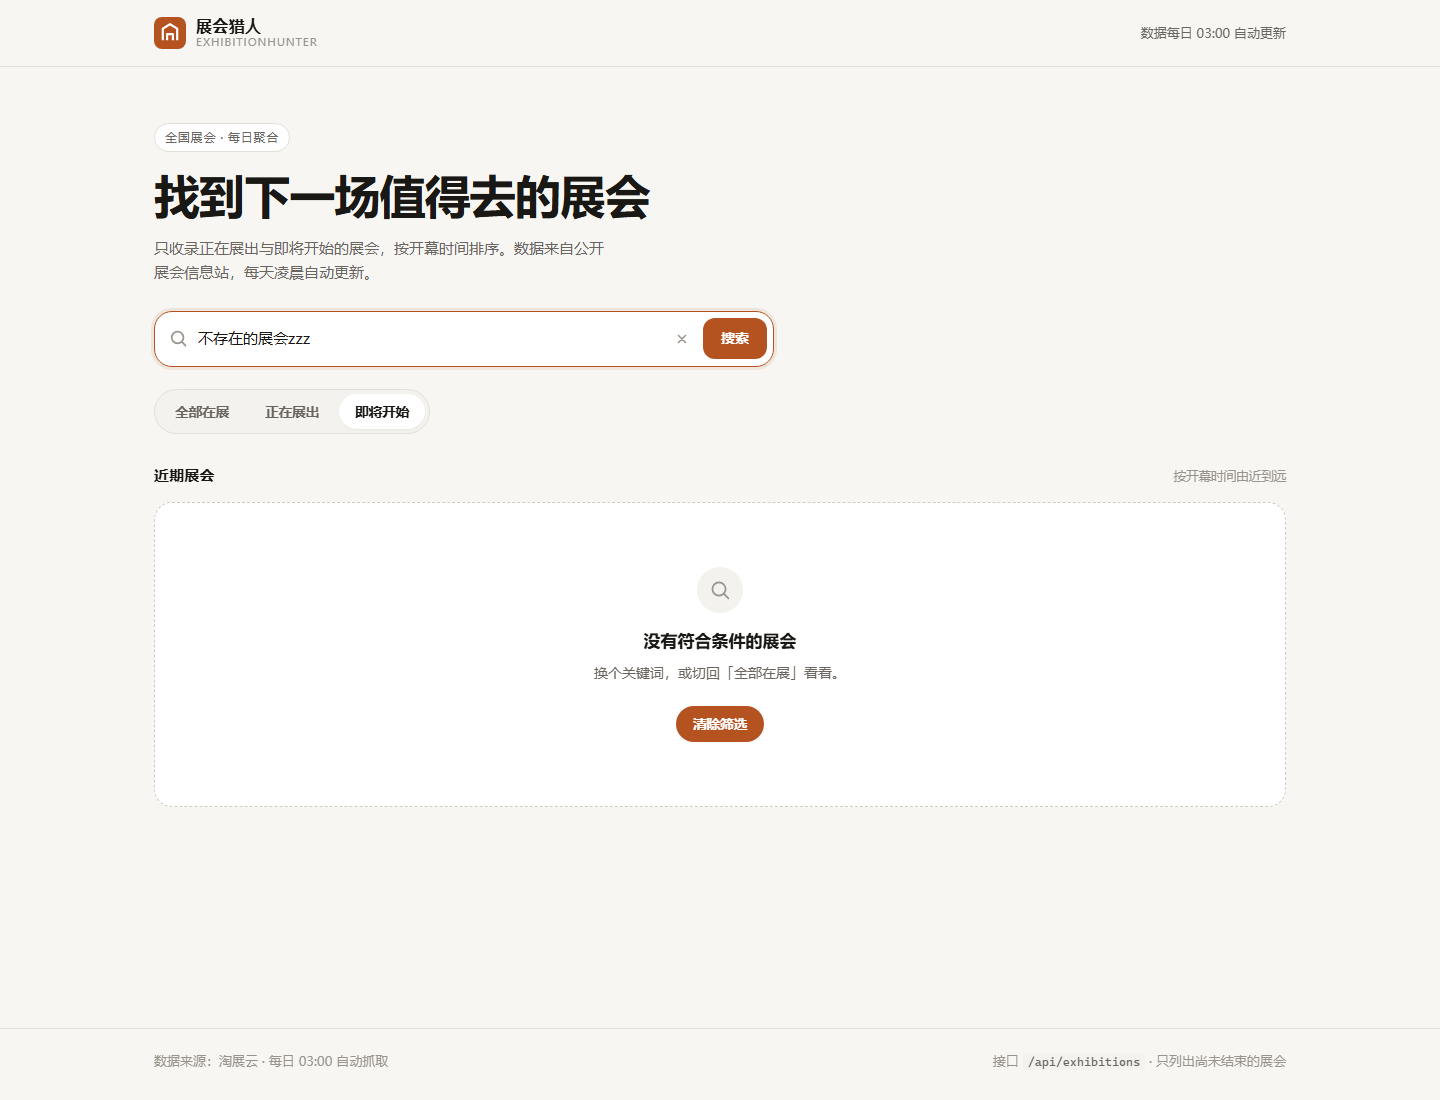 展会猎人
EXHIBITIONHUNTER
数据每日 03:00 自动更新
全国展会 · 每日聚合
找到下一场值得去的展会
只收录正在展出与即将开始的展会，按开幕时间排序。数据来自公开
展会信息站，每天凌晨自动更新。
不存在的展会zzz
搜索
全部在展
正在展出
即将开始
近期展会
按开幕时间由近到远
没有符合条件的展会
换个关键词，或切回「全部在展」看看。
清除筛选
数据来源：淘展云 · 每日 03:00 自动抓取
接口 /api/exhibitions · 只列出尚未结束的展会